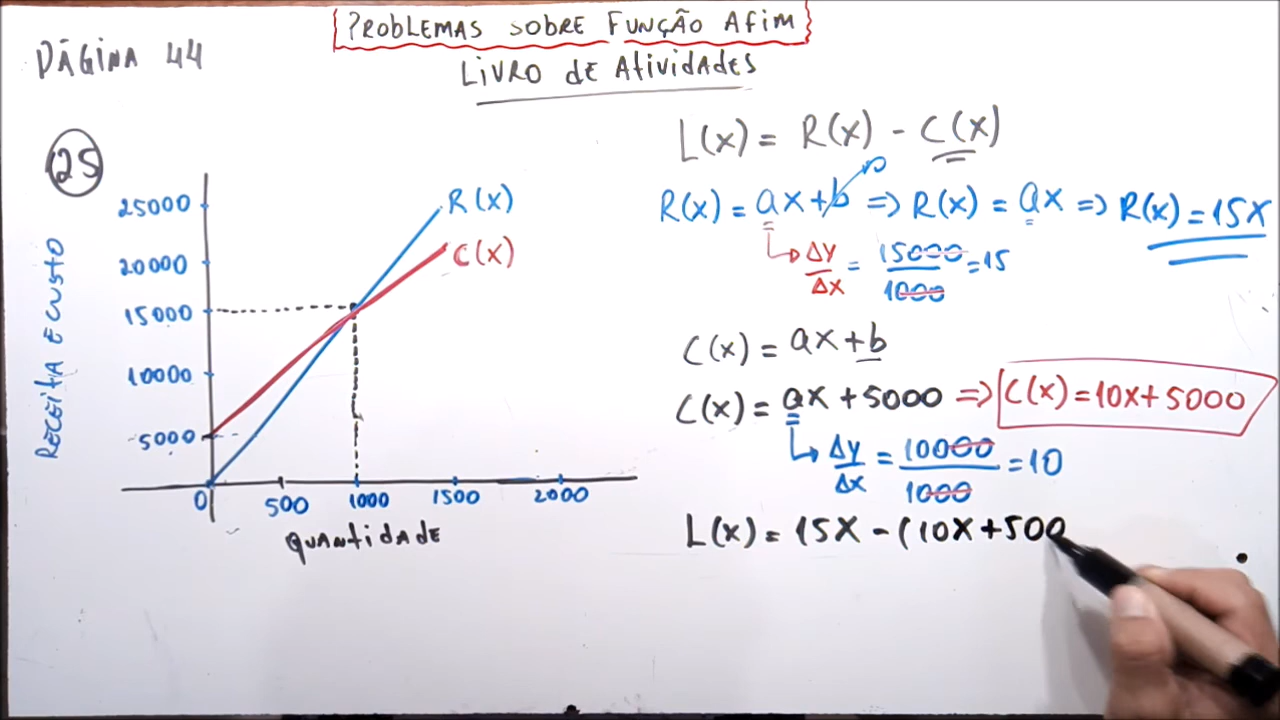 PROBLEMAS SOBRE FUNÇÃO AFIM
LIVRO DE ATIVIDADES
PÁGINA 44
25
RECEITA E CUSTO
25000
20000
15000
10000
5000
0
500
1000
1500
2000
QUANTIDADE
R(x)
C(x)
L(x) = R(x) - C(x)
R(x) = ax+b => R(x) = ax => R(x) = 15x
0
Δy/Δx = 15000/1000 = 15
C(x) = ax+b
C(x) = ax + 5000 => C(x) = 10x + 5000
Δy/Δx = 10000/1000 = 10
L(x) = 15x - (10x + 500